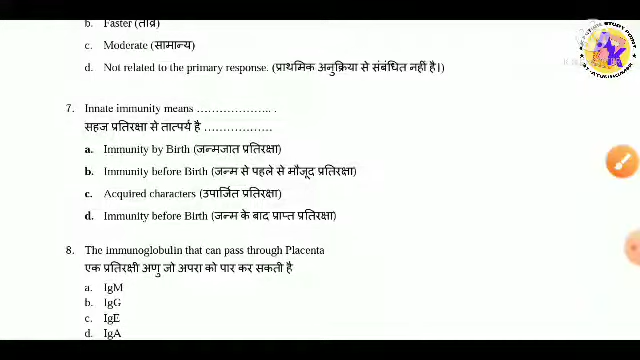 b. Faster (तीव्र)
c. Moderate (सामान्य)
d. Not related to the primary response. (प्राथमिक अनुक्रिया से संबंधित नहीं है।)
7. Innate immunity means ……………….. .
सहज प्रतिरक्षा से तात्पर्य है ………………
a. Immunity by Birth (जन्मजात प्रतिरक्षा)
b. Immunity before Birth (जन्म से पहले से मौजूद प्रतिरक्षा)
c. Acquired characters (उपार्जित प्रतिरक्षा)
d. Immunity before Birth (जन्म के बाद प्राप्त प्रतिरक्षा)
8. The immunoglobulin that can pass through Placenta
एक प्रतिरक्षी अणु जो अपरा को पार कर सकती है
a. IgM
b. IgG
c. IgE
d. IgA